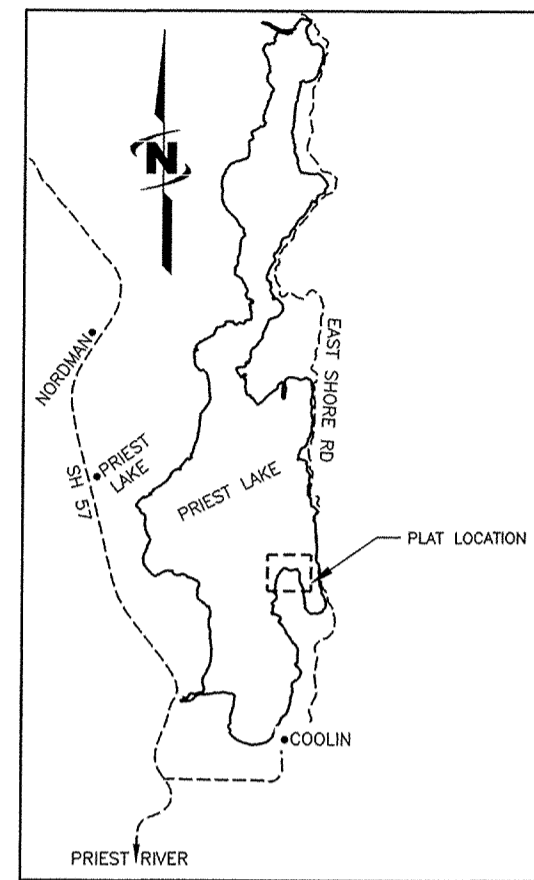 N
NORDMAN
EAST SHORE RD
PRIEST
LAKE
SH 57
PRIEST LAKE
PLAT LOCATION
COOLIN
PRIEST RIVER